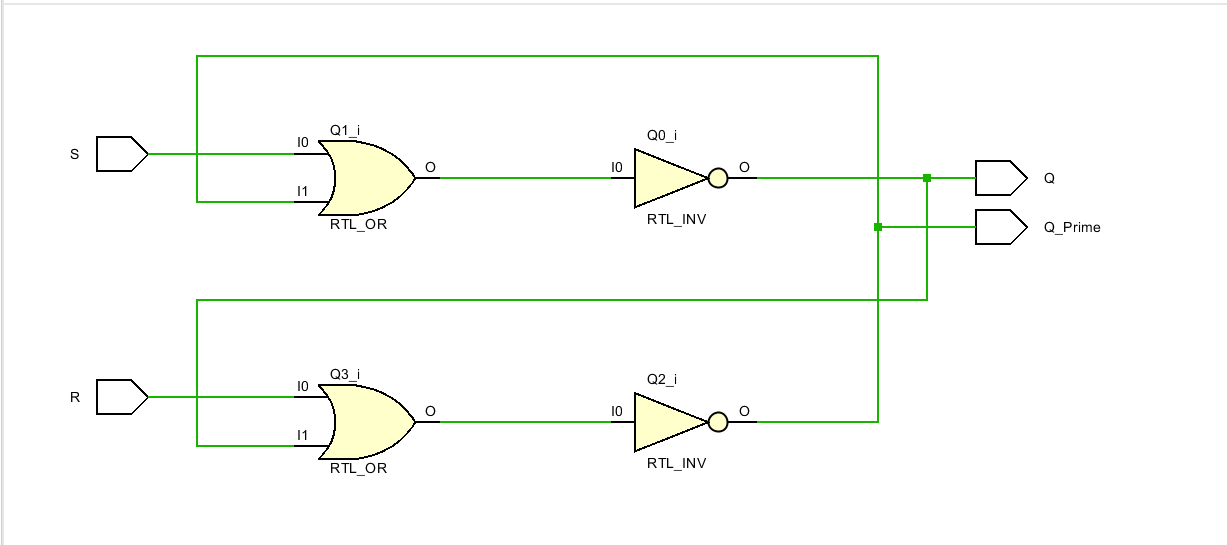 Q1_i
Q0_i
S
I0
I1
O
I0
O
Q
RTL_OR
RTL_INV
Q_Prime
Q3_i
Q2_i
R
I0
I1
O
I0
O
RTL_OR
RTL_INV